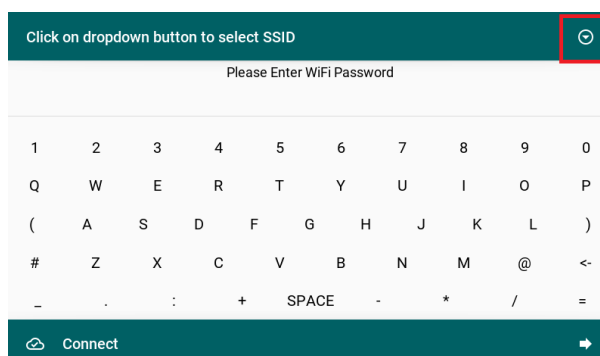 Click on dropdown button to select SSID
Please Enter WiFi Password
1 2 3 4 5 6 7 8 9 0
Q W E R T Y U I O P
( A S D F G H J K L )
# Z X C V B N M @ <-
_ . : + SPACE - * / =
Connect